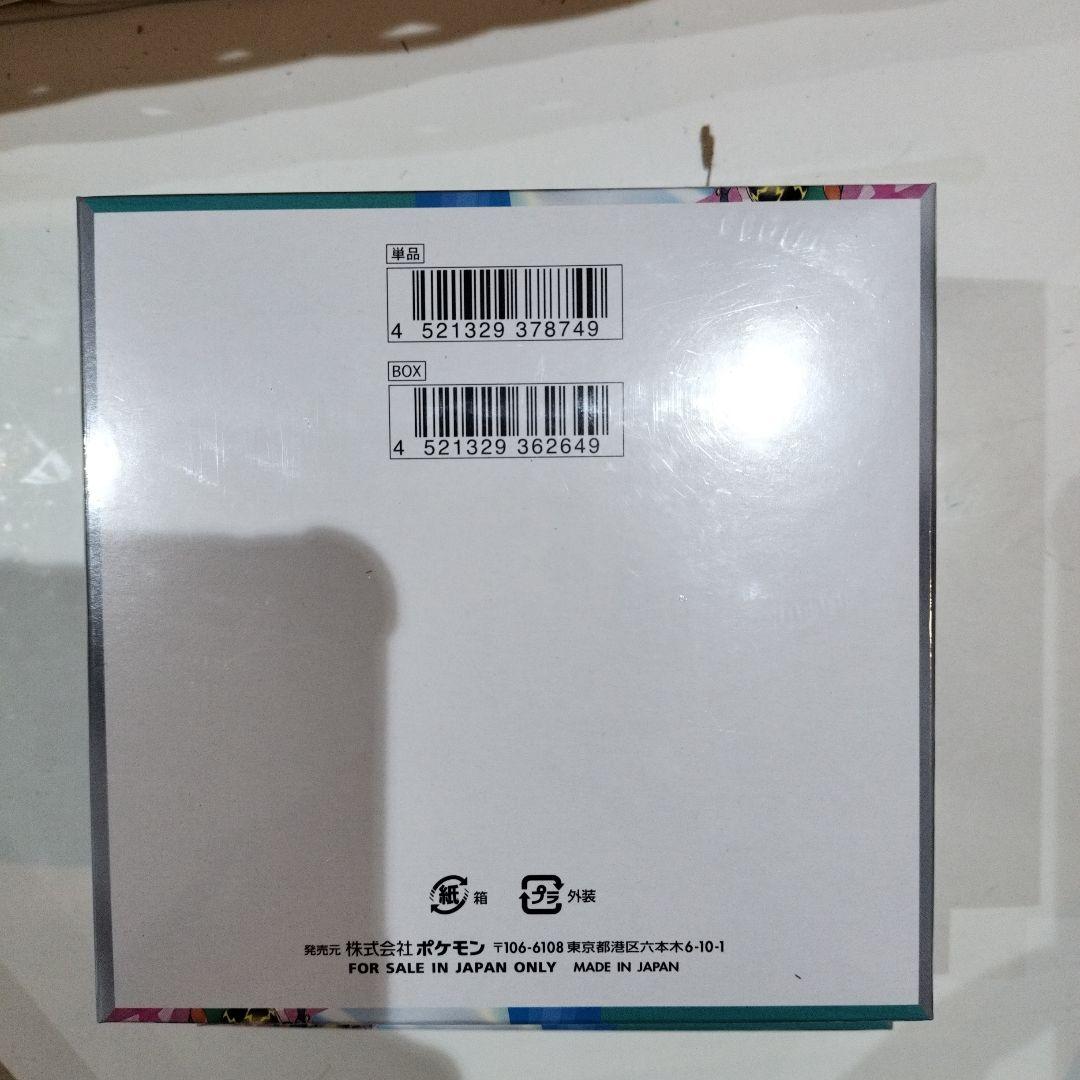 単品
4 521329 378749
BOX
4 521329 362649
紙 箱 プラ 外装
発売元 株式会社ポケモン 〒106-6108 東京都港区六本木6-10-1
FOR SALE IN JAPAN ONLY MADE IN JAPAN